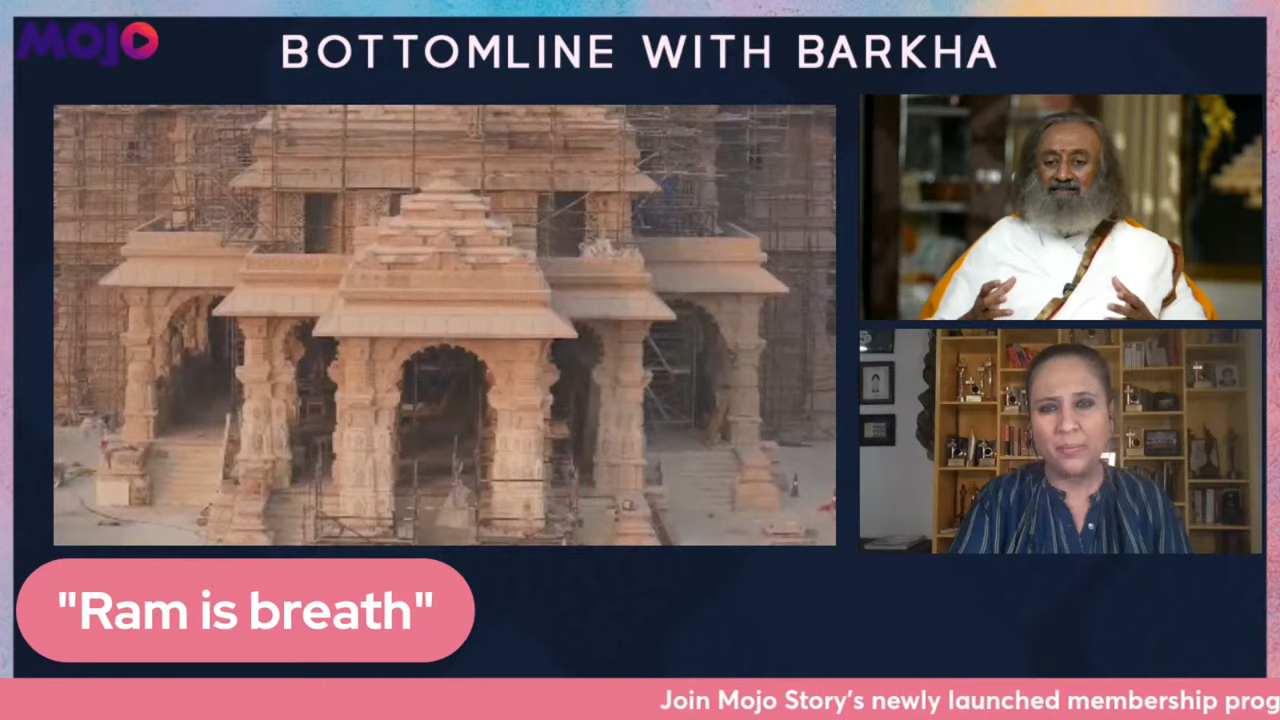 MOJO
BOTTOMLINE WITH BARKHA
"Ram is breath"
Join Mojo Story's newly launched membership prog